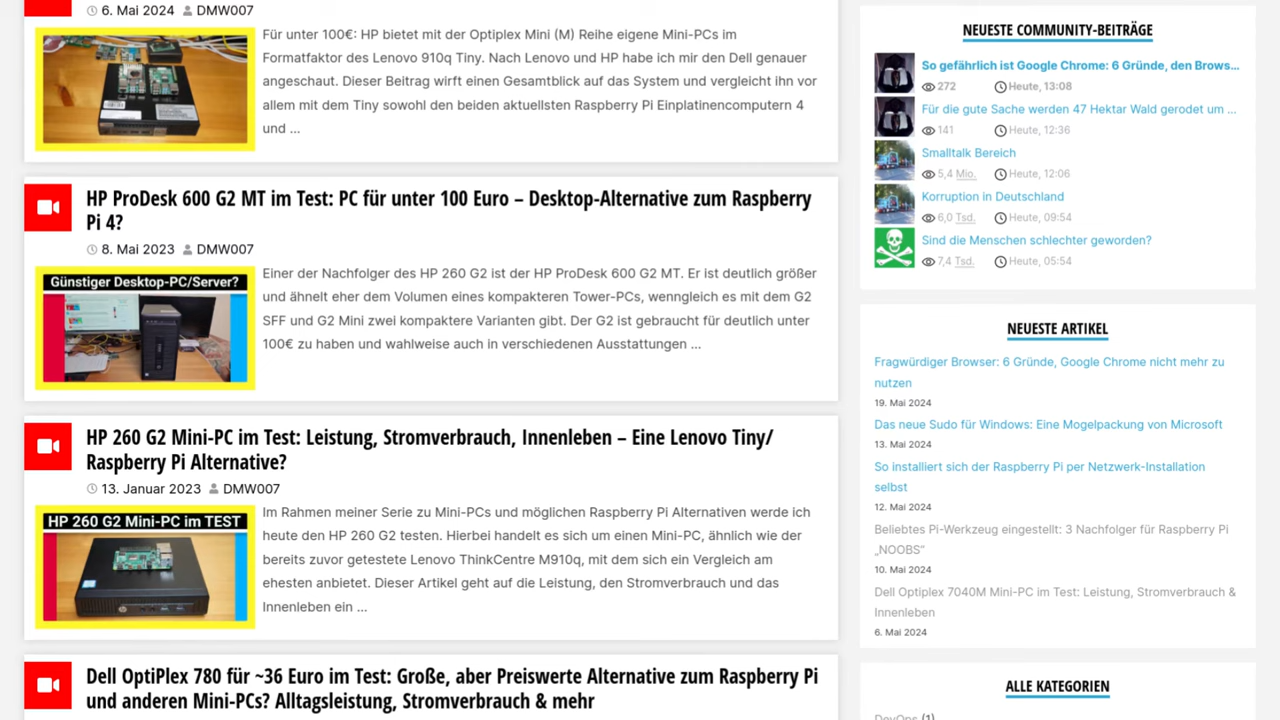 6. Mai 2024 DMW007
Für unter 100€: HP bietet mit der Optiplex Mini (M) Reihe eigene Mini-PCs im
Formatfaktor des Lenovo 910q Tiny. Nach Lenovo und HP habe ich mir den Dell genauer
angeschaut. Dieser Beitrag wirft einen Gesamtblick auf das System und vergleicht ihn vor
allem mit dem Tiny sowohl den beiden aktuellsten Raspberry Pi Einplatinencomputern 4
und ...
HP ProDesk 600 G2 MT im Test: PC für unter 100 Euro – Desktop-Alternative zum Raspberry
Pi 4?
8. Mai 2023 DMW007
Günstiger Desktop-PC/Server?
Einer der Nachfolger des HP 260 G2 ist der HP ProDesk 600 G2 MT. Er ist deutlich größer
und ähnelt eher dem Volumen eines kompakteren Tower-PCs, wenngleich es mit dem G2
SFF und G2 Mini zwei kompaktere Varianten gibt. Der G2 ist gebraucht für deutlich unter
100€ zu haben und wahlweise auch in verschiedenen Ausstattungen ...
HP 260 G2 Mini-PC im Test: Leistung, Stromverbrauch, Innenleben – Eine Lenovo Tiny/
Raspberry Pi Alternative?
13. Januar 2023 DMW007
HP 260 G2 Mini-PC im TEST
Im Rahmen meiner Serie zu Mini-PCs und möglichen Raspberry Pi Alternativen werde ich
heute den HP 260 G2 testen. Hierbei handelt es sich um einen Mini-PC, ähnlich wie der
bereits zuvor getestete Lenovo ThinkCentre M910q, mit dem sich ein Vergleich am
ehesten anbietet. Dieser Artikel geht auf die Leistung, den Stromverbrauch und das
Innenleben ein ...
Dell OptiPlex 780 für ~36 Euro im Test: Große, aber Preiswerte Alternative zum Raspberry Pi
und anderen Mini-PCs? Alltagsleistung, Stromverbrauch & mehr
NEUESTE COMMUNITY-BEITRÄGE
So gefährlich ist Google Chrome: 6 Gründe, den Brows...
272 Heute, 13:08
Für die gute Sache werden 47 Hektar Wald gerodet um ...
141 Heute, 12:36
Smalltalk Bereich
5,4 Mio. Heute, 12:06
Korruption in Deutschland
6,0 Tsd. Heute, 09:54
Sind die Menschen schlechter geworden?
7,4 Tsd. Heute, 05:54
NEUESTE ARTIKEL
Fragwürdiger Browser: 6 Gründe, Google Chrome nicht mehr zu
nutzen
19. Mai 2024
Das neue Sudo für Windows: Eine Mogelpackung von Microsoft
13. Mai 2024
So installiert sich der Raspberry Pi per Netzwerk-Installation
selbst
12. Mai 2024
Beliebtes Pi-Werkzeug eingestellt: 3 Nachfolger für Raspberry Pi
„NOOBS“
10. Mai 2024
Dell Optiplex 7040M Mini-PC im Test: Leistung, Stromverbrauch &
Innenleben
6. Mai 2024
ALLE KATEGORIEN
DevOps (1)